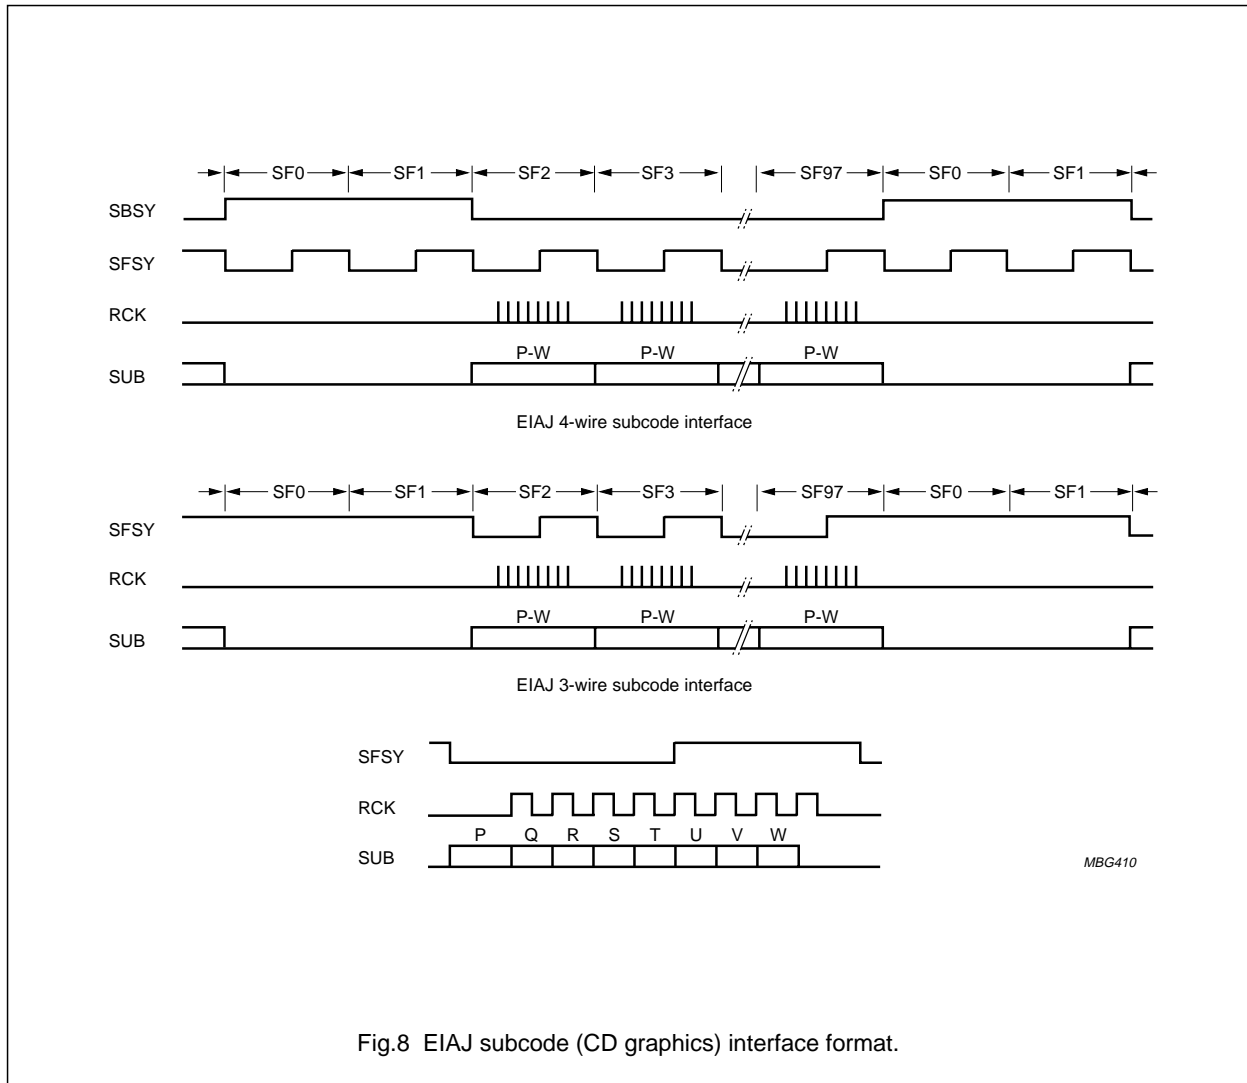 SF0 SF1 SF2 SF3 SF97 SF0 SF1
SBSY
SFSY
RCK
P-W P-W P-W
SUB
EIAJ 4-wire subcode interface
SF0 SF1 SF2 SF3 SF97 SF0 SF1
SFSY
RCK
P-W P-W P-W
SUB
EIAJ 3-wire subcode interface
SFSY
RCK
P Q R S T U V W
SUB
MBG410
Fig.8 EIAJ subcode (CD graphics) interface format.